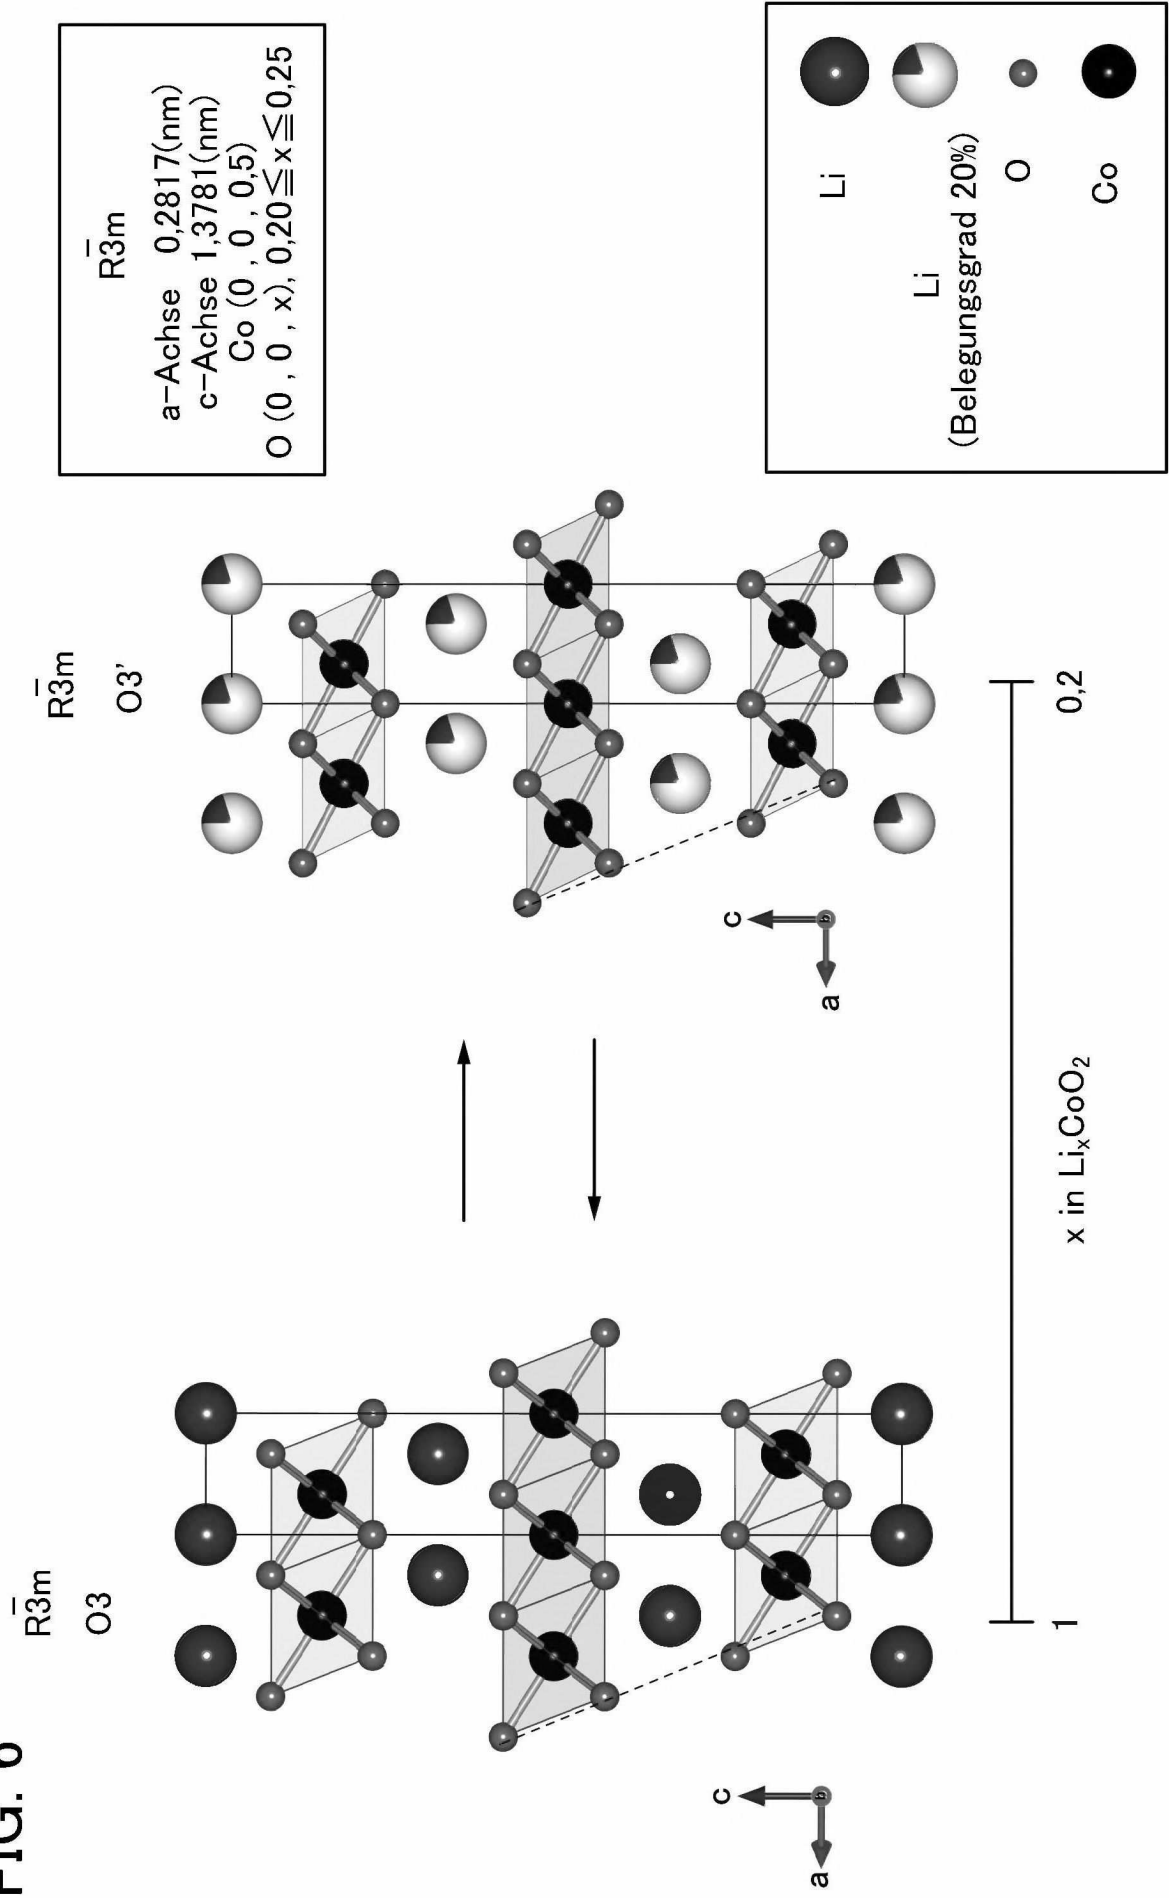 FIG. 6
R3̅m
O3
R3̅m
O3'
R3̅m
a-Achse 0,2817(nm)
c-Achse 1,3781(nm)
Co (0 , 0 , 0,5)
O (0 , 0 , x), 0,20≦x≦0,25
c
b
a
c
b
a
1
x in LiₓCoO₂
0,2
Li
Li
(Belegungsgrad 20%)
O
Co